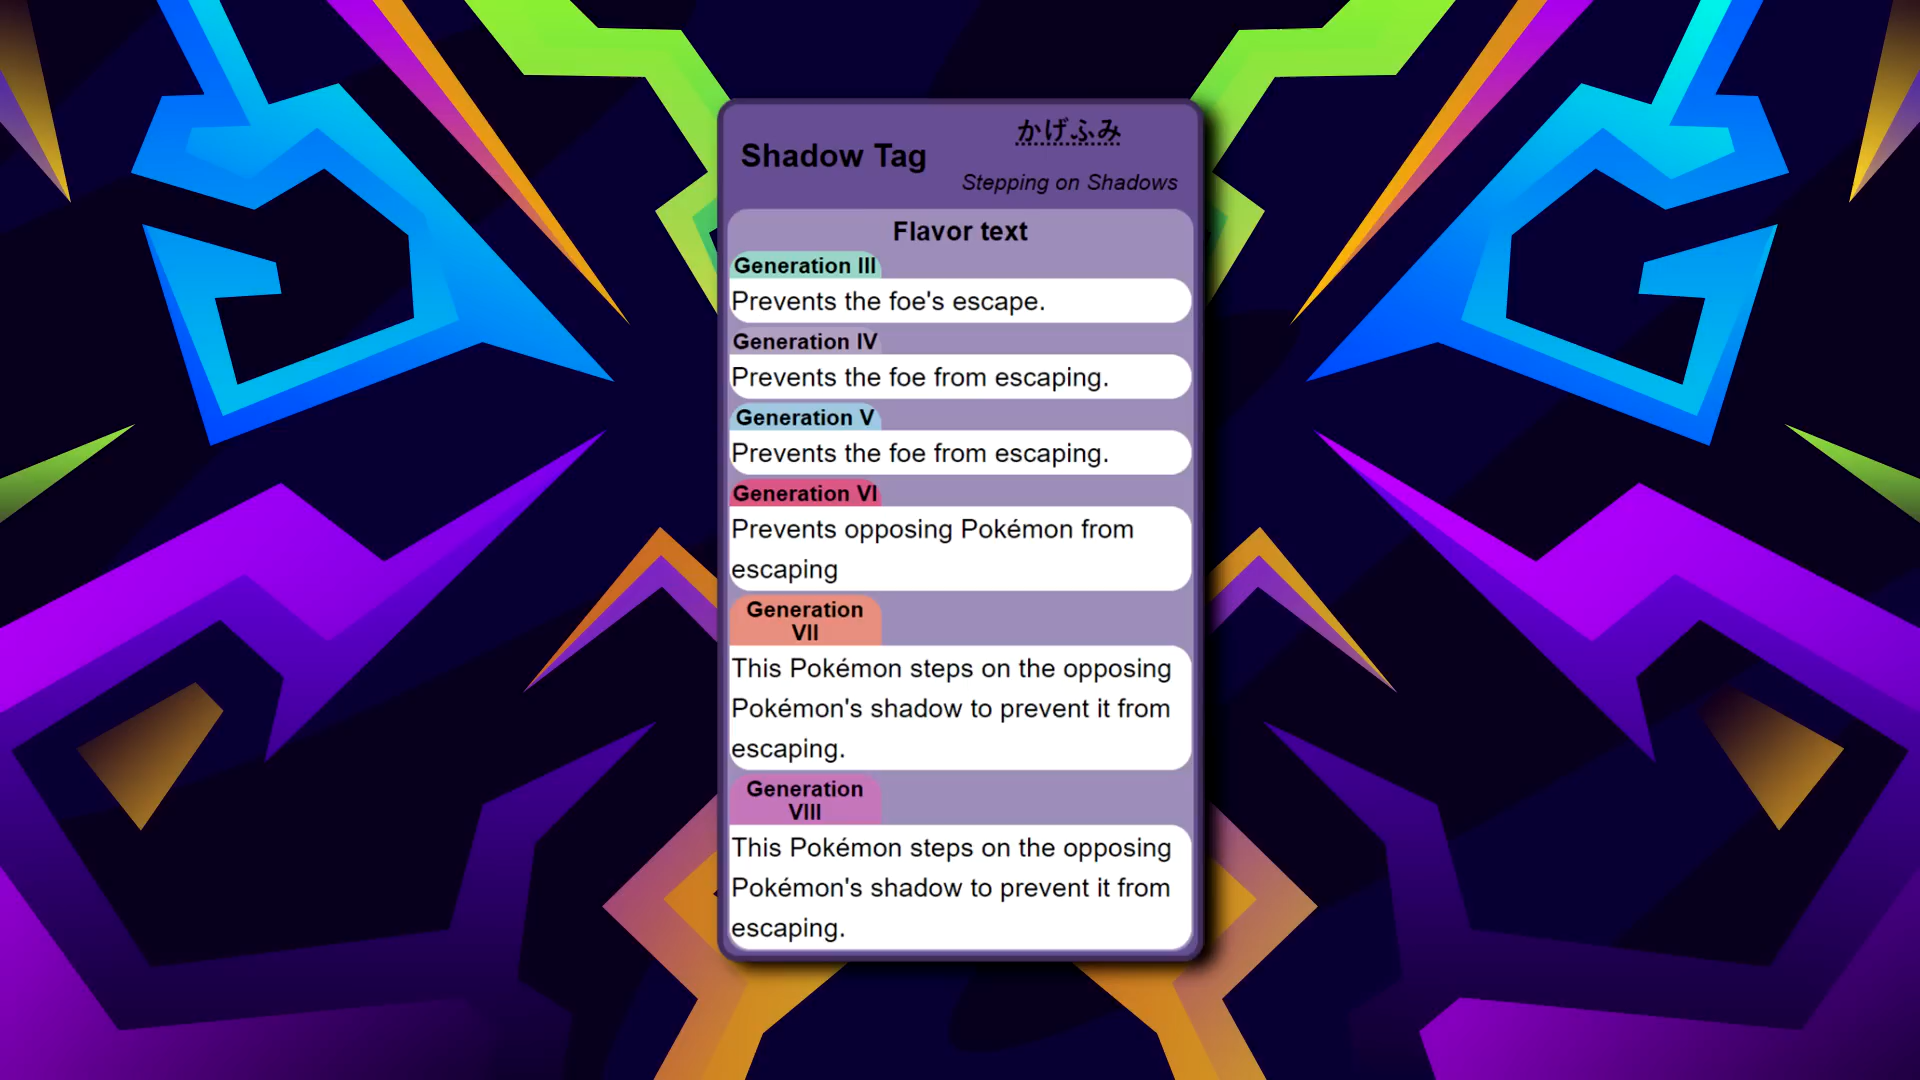 Shadow Tag
かげふみ
Stepping on Shadows
Flavor text
Generation III
Prevents the foe's escape.
Generation IV
Prevents the foe from escaping.
Generation V
Prevents the foe from escaping.
Generation VI
Prevents opposing Pokémon from
escaping
Generation
VII
This Pokémon steps on the opposing
Pokémon's shadow to prevent it from
escaping.
Generation
VIII
This Pokémon steps on the opposing
Pokémon's shadow to prevent it from
escaping.